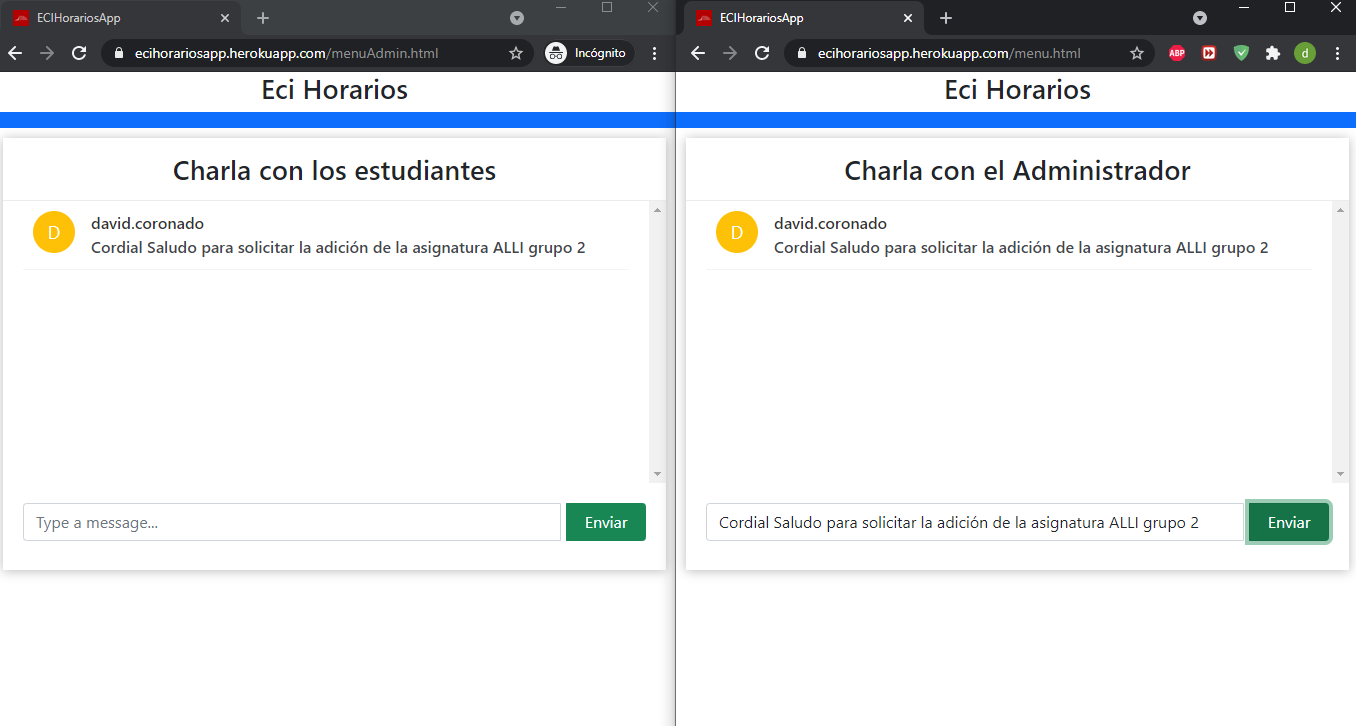 ECIHorariosApp
ecihorariosapp.herokuapp.com/menuAdmin.html
Incógnito
Eci Horarios
Charla con los estudiantes
D
david.coronado
Cordial Saludo para solicitar la adición de la asignatura ALLI grupo 2
Type a message...
Enviar
ECIHorariosApp
ecihorariosapp.herokuapp.com/menu.html
ABP
d
Eci Horarios
Charla con el Administrador
D
david.coronado
Cordial Saludo para solicitar la adición de la asignatura ALLI grupo 2
Cordial Saludo para solicitar la adición de la asignatura ALLI grupo 2
Enviar